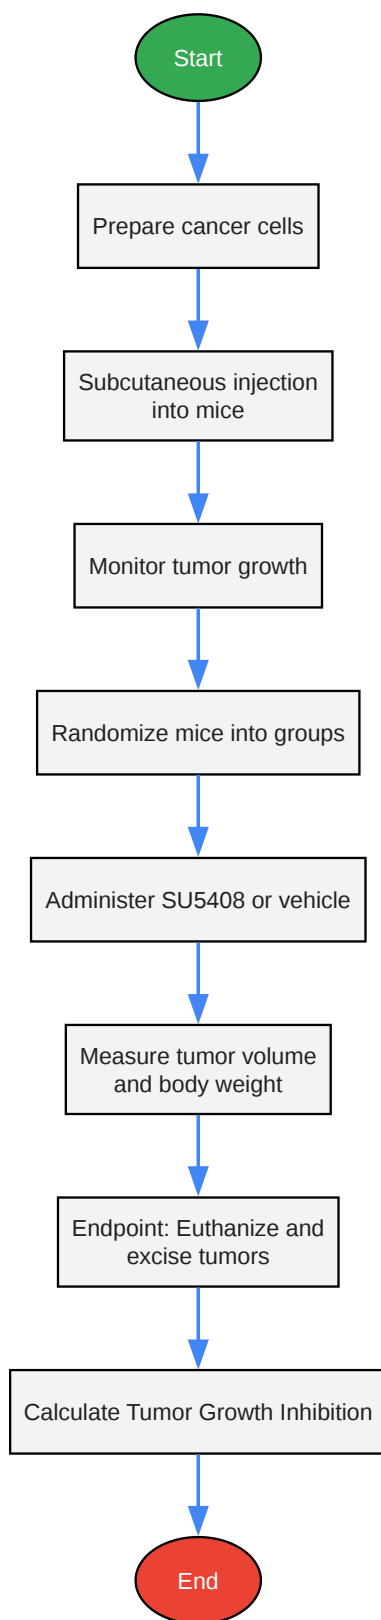 Start
Prepare cancer cells
Subcutaneous injection
into mice
Monitor tumor growth
Randomize mice into groups
Administer SU5408 or vehicle
Measure tumor volume
and body weight
Endpoint: Euthanize and
excise tumors
Calculate Tumor Growth Inhibition
End